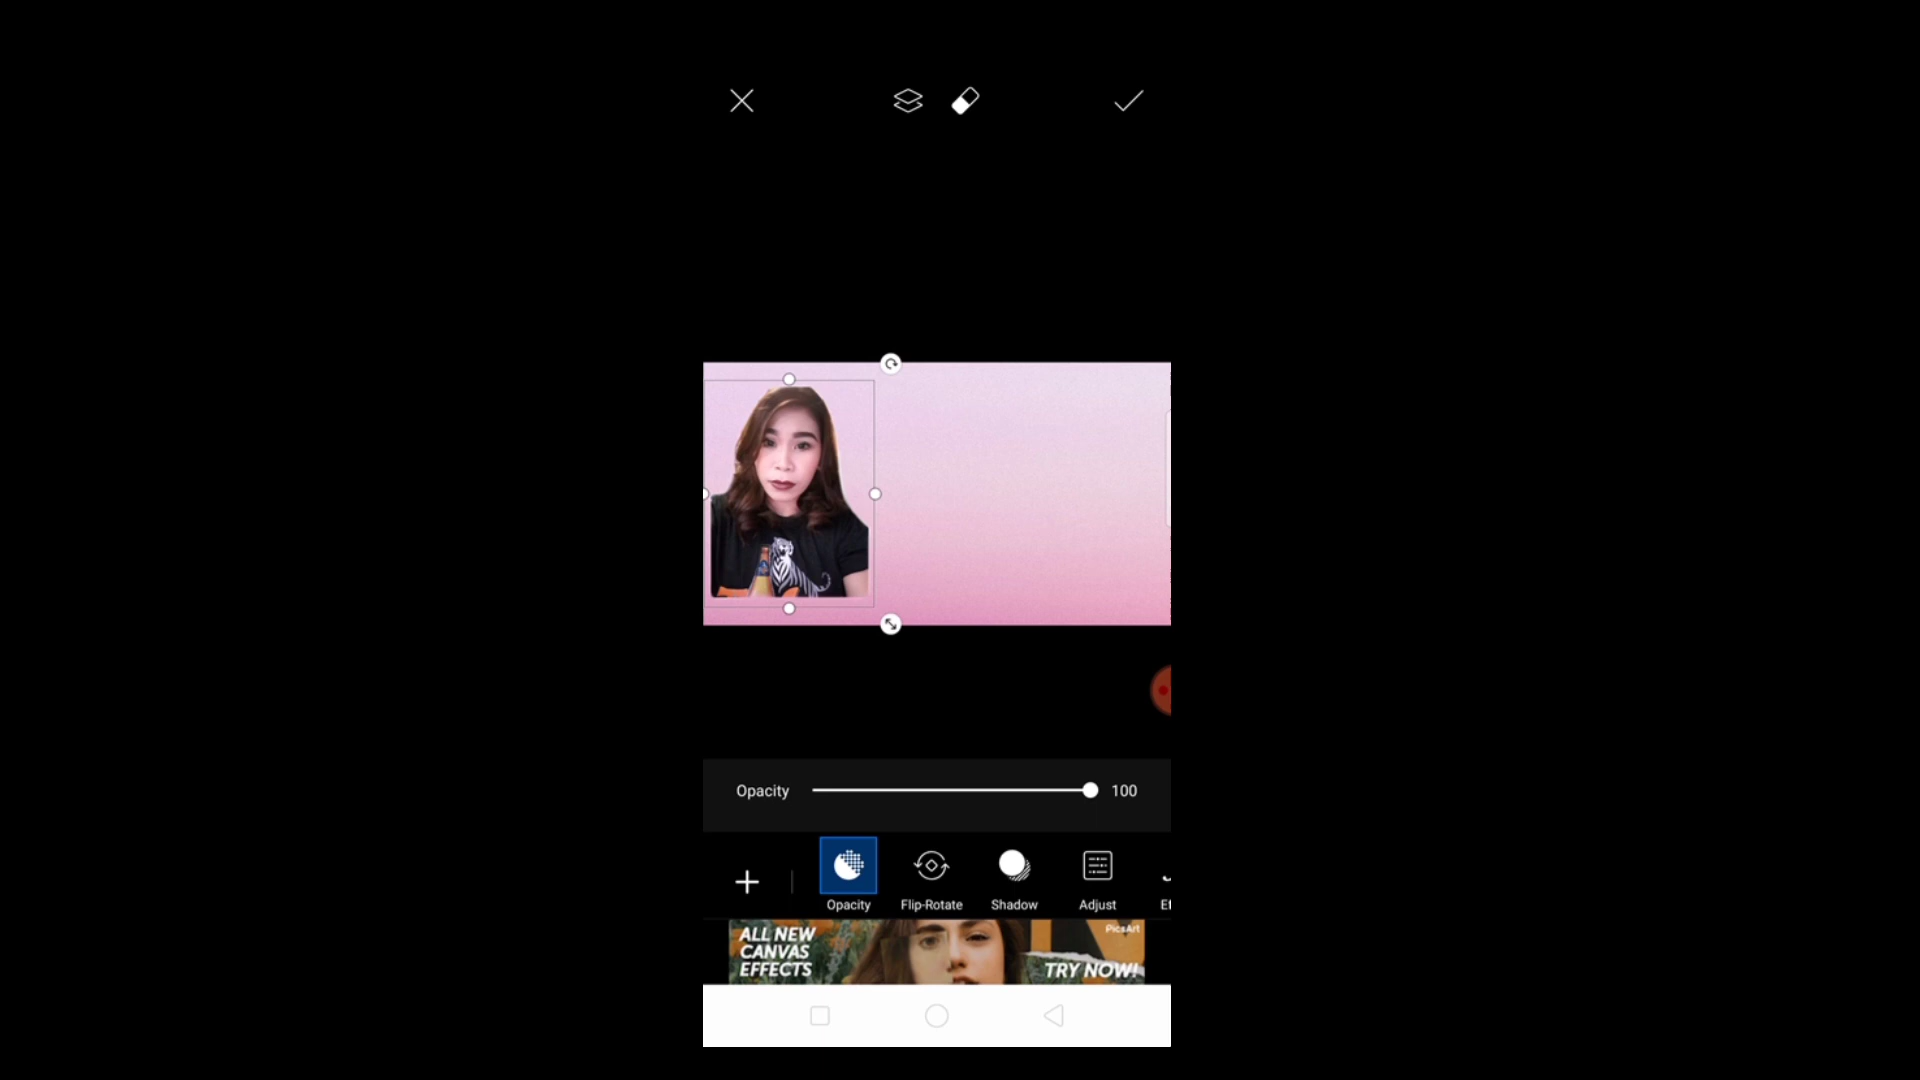 Opacity 100
Opacity Flip-Rotate Shadow Adjust
ALL NEW
CANVAS
EFFECTS
PicsArt
TRY NOW!